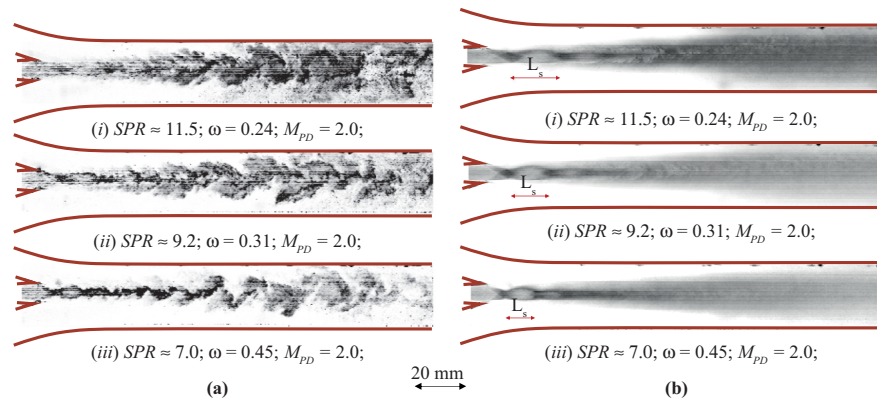 L_s
(i) SPR ≈ 11.5; ω = 0.24; M_PD = 2.0;
(ii) SPR ≈ 9.2; ω = 0.31; M_PD = 2.0;
(iii) SPR ≈ 7.0; ω = 0.45; M_PD = 2.0;
(a)
20 mm
L_s
(i) SPR ≈ 11.5; ω = 0.24; M_PD = 2.0;
L_s
(ii) SPR ≈ 9.2; ω = 0.31; M_PD = 2.0;
(iii) SPR ≈ 7.0; ω = 0.45; M_PD = 2.0;
(b)